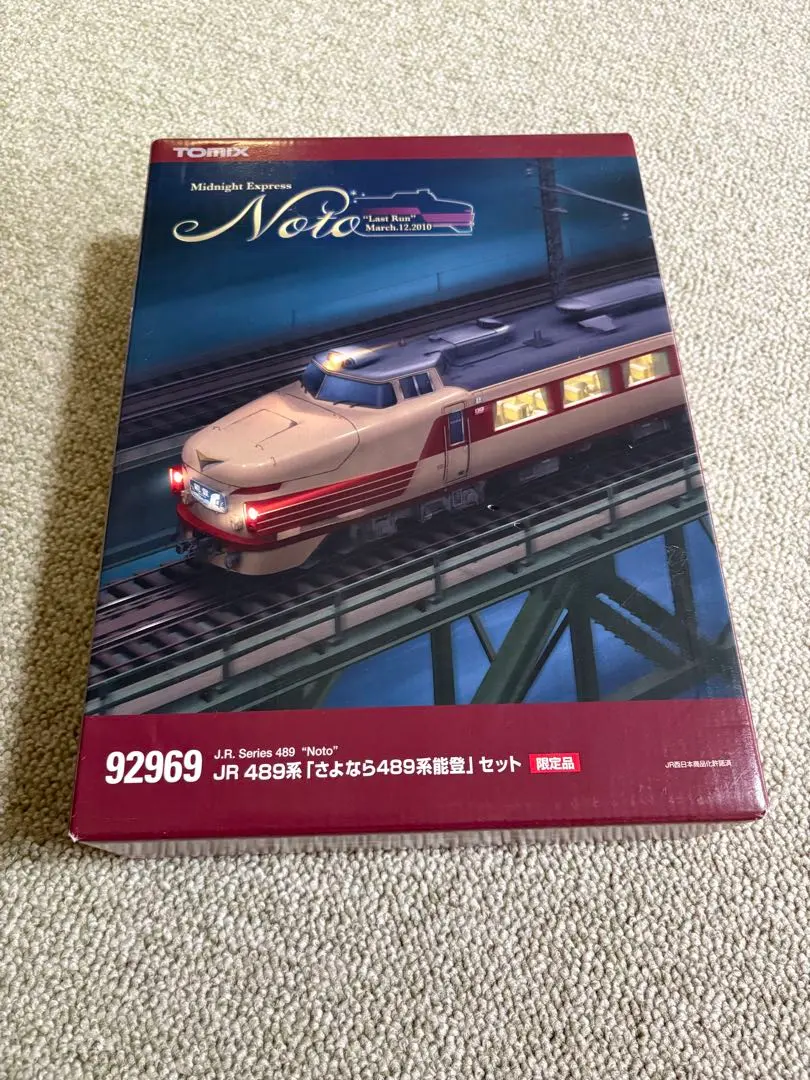 TOMIX
Midnight Express
Noto
"Last Run"
March.12.2010
92969
J.R. Series 489 "Noto"
JR 489系「さよなら489系能登」セット 限定品
JR西日本商品化許諾済